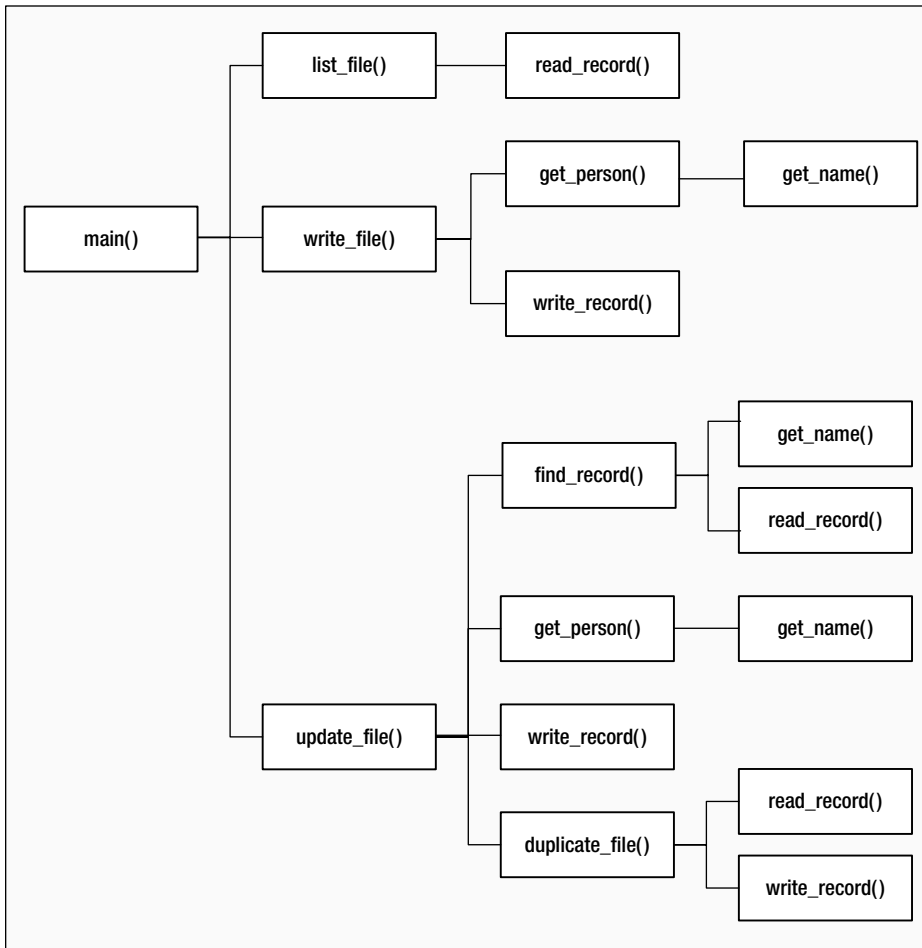 list_file()
read_record()
get_person()
get_name()
main()
write_file()
write_record()
get_name()
find_record()
read_record()
get_person()
get_name()
update_file()
write_record()
read_record()
duplicate_file()
write_record()